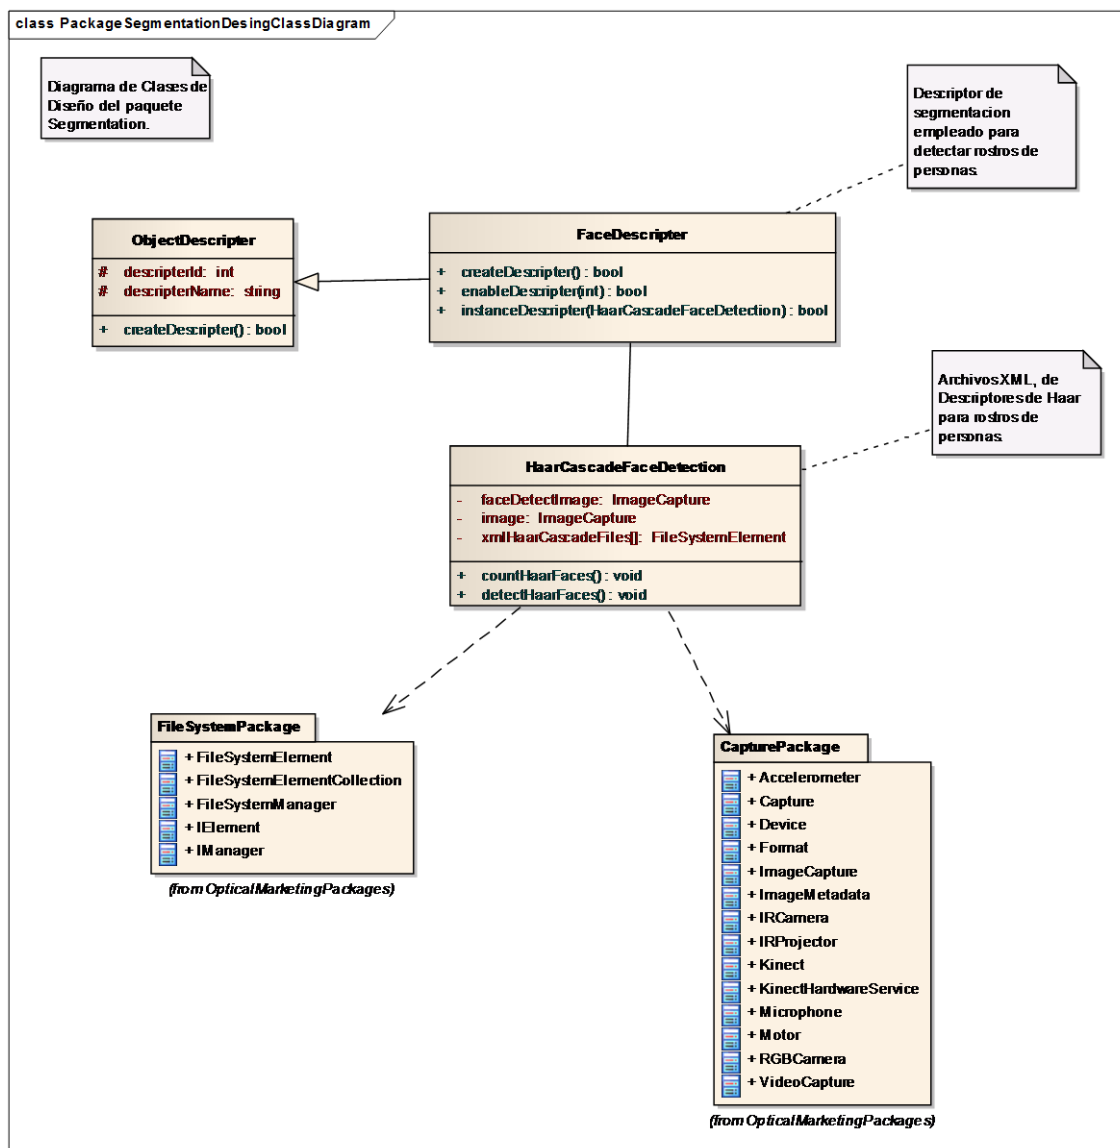 class PackageSegmentationDesingClassDiagram
Diagrama de Clases de
Diseño del paquete
Segmentation.
Descriptor de
segmentacion
empleado para
detectar rostros de
personas.
ObjectDescripter
# descripterId: int
# descripterName: string
+ createDescripter() : bool
FaceDescripter
+ createDescripter() : bool
+ enableDescripter(int) : bool
+ instanceDescripter(HaarCascadeFaceDetection) : bool
Archivos XML, de
Descriptores de Haar
para rostros de
personas.
HaarCascadeFaceDetection
- faceDetectImage: ImageCapture
- image: ImageCapture
- xmlHaarCascadeFiles[]: FileSystemElement
+ countHaarFaces() : void
+ detectHaarFaces() : void
FileSystemPackage
+ FileSystemElement
+ FileSystemElementCollection
+ FileSystemManager
+ IElement
+ IManager
(from OpticalMarketingPackages)
CapturePackage
+ Accelerometer
+ Capture
+ Device
+ Format
+ ImageCapture
+ ImageMetadata
+ IRCamera
+ IRProjector
+ Kinect
+ KinectHardwareService
+ Microphone
+ Motor
+ RGBCamera
+ VideoCapture
(from OpticalMarketingPackages)